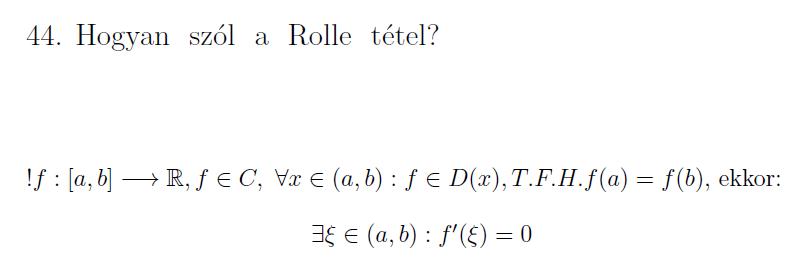 44. Hogyan szól a Rolle tétel?
!f : [a, b] ⟶ ℝ, f ∈ C, ∀x ∈ (a, b) : f ∈ D(x), T.F.H.f(a) = f(b), ekkor:
∃ξ ∈ (a, b) : f′(ξ) = 0